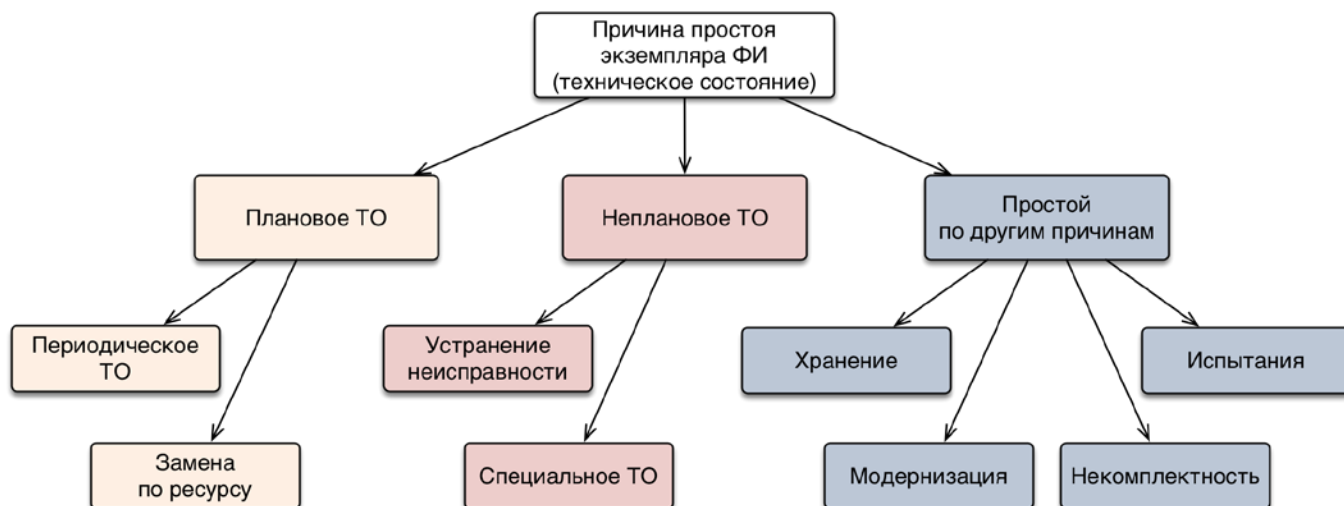 Причина простоя
экземпляра ФИ
(техническое состояние)
Плановое ТО
Неплановое ТО
Простой
по другим причинам
Периодическое
ТО
Устранение
неисправности
Хранение
Испытания
Замена
по ресурсу
Специальное ТО
Модернизация
Некомплектность